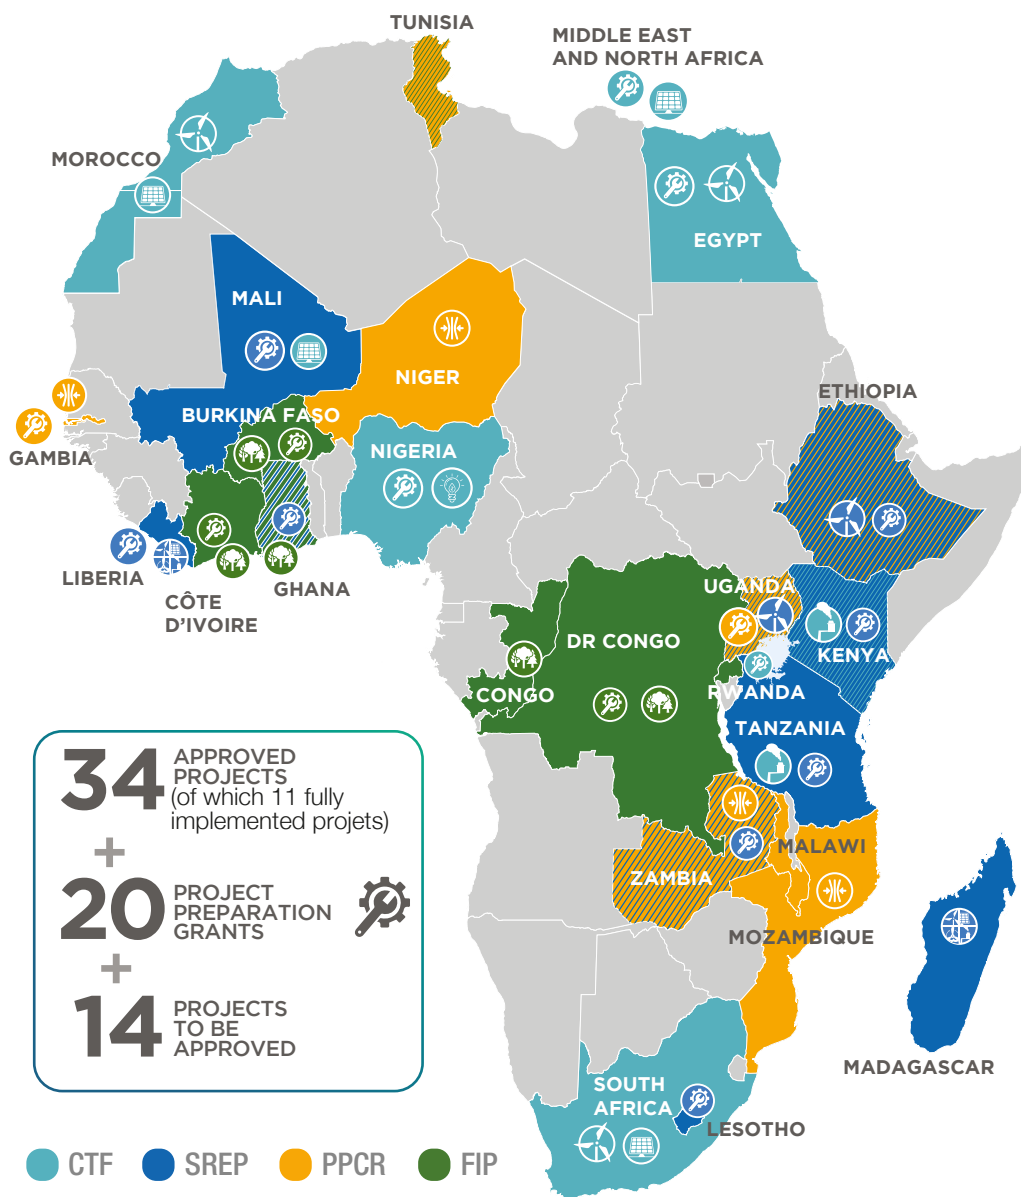 TUNISIA
MIDDLE EAST
AND NORTH AFRICA
MOROCCO
EGYPT
MALI
NIGER
ETHIOPIA
BURKINA FASO
NIGERIA
GAMBIA
LIBERIA
GHANA
CÔTE
D'IVOIRE
UGANDA
DR CONGO
KENYA
CONGO
RWANDA
TANZANIA
34
APPROVED
PROJECTS
(of which 11 fully
implemented projets)
+
20
PROJECT
PREPARATION
GRANTS
+
14
PROJECTS
TO BE
APPROVED
MALAWI
ZAMBIA
MOZAMBIQUE
MADAGASCAR
SOUTH
AFRICA
LESOTHO
CTF
SREP
PPCR
FIP